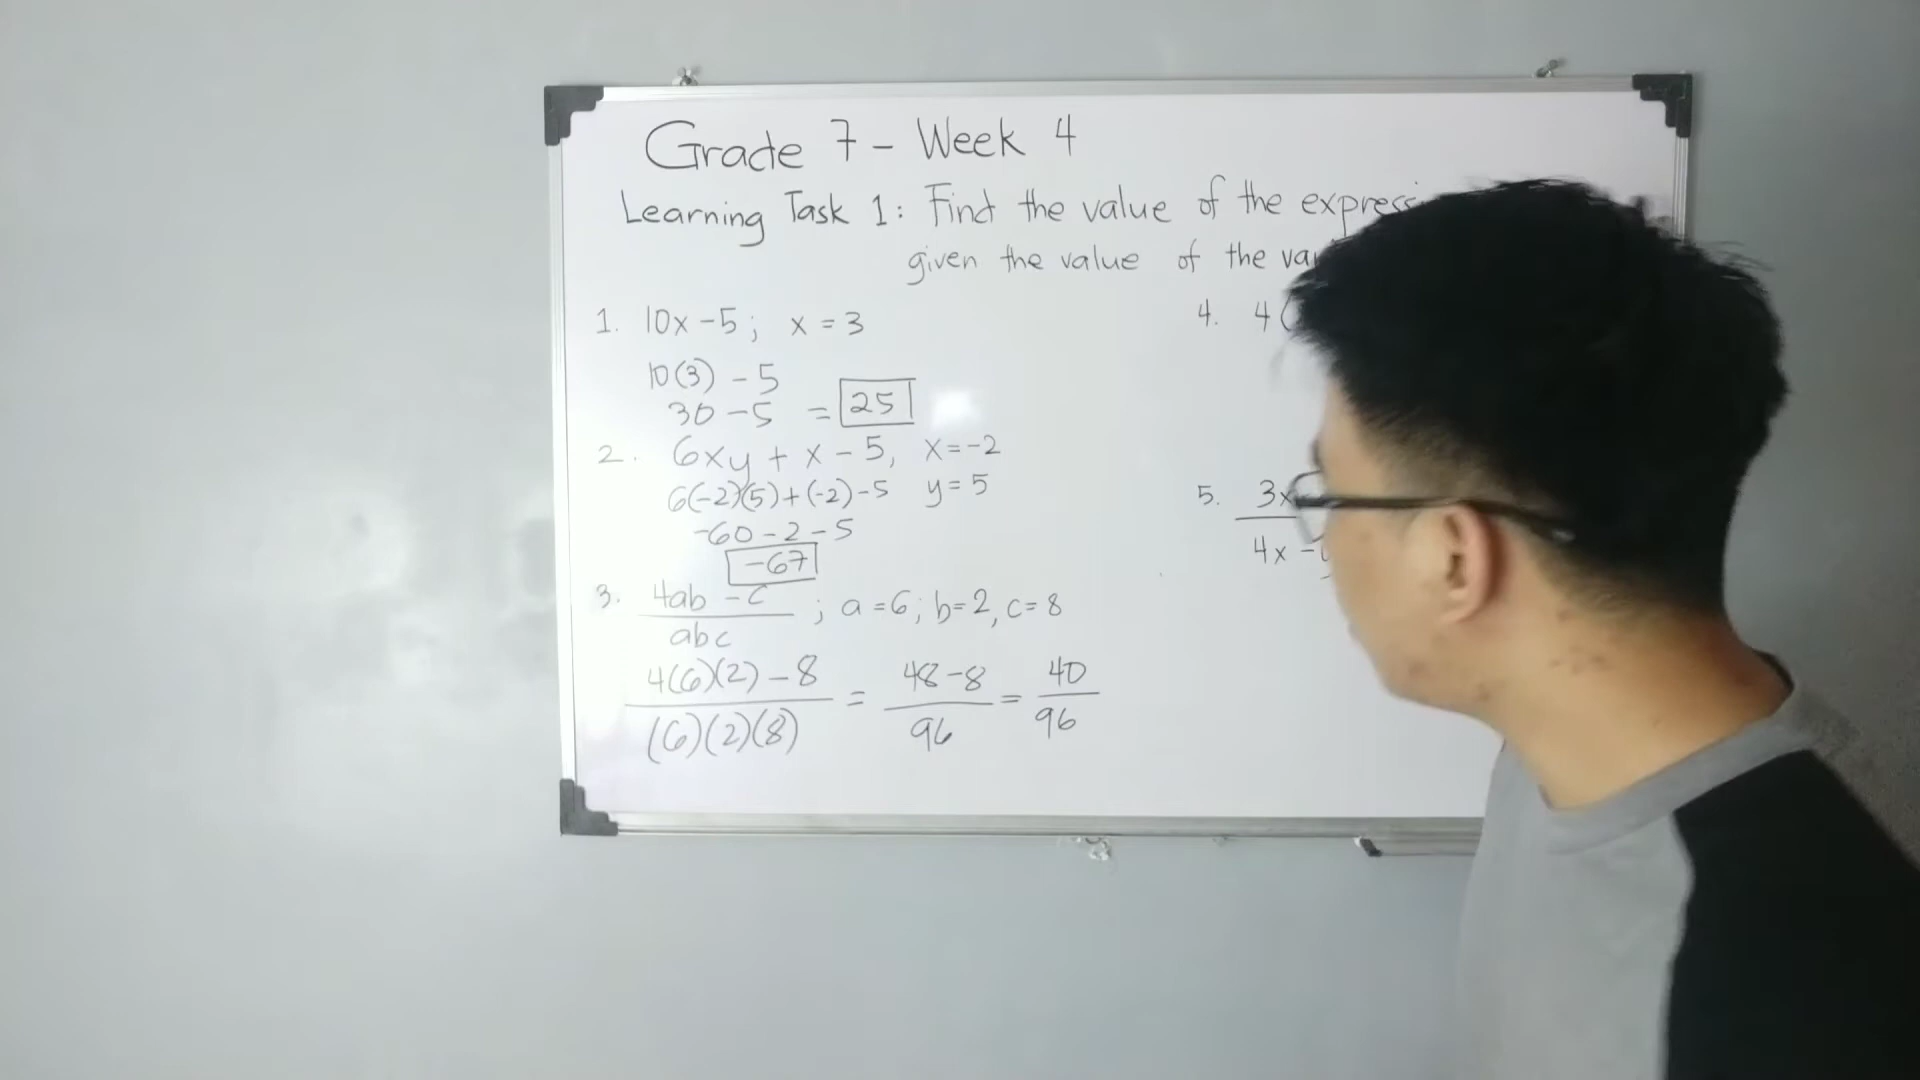 Grade 7 - Week 4
Learning Task 1: Find the value of the
given the value of the
1. 10x - 5; x = 3
10(3) - 5
30 - 5 = 25
2. 6xy + x - 5, x = -2
6(-2)(5) + (-2) - 5 y = 5
-60 - 2 - 5
-67
3. 4ab - c / abc ; a = 6; b = 2, c = 8
4(6)(2) - 8 / (6)(2)(8) = 48 - 8 / 96 = 40 / 96
4. 4(
5. 3x
4x -